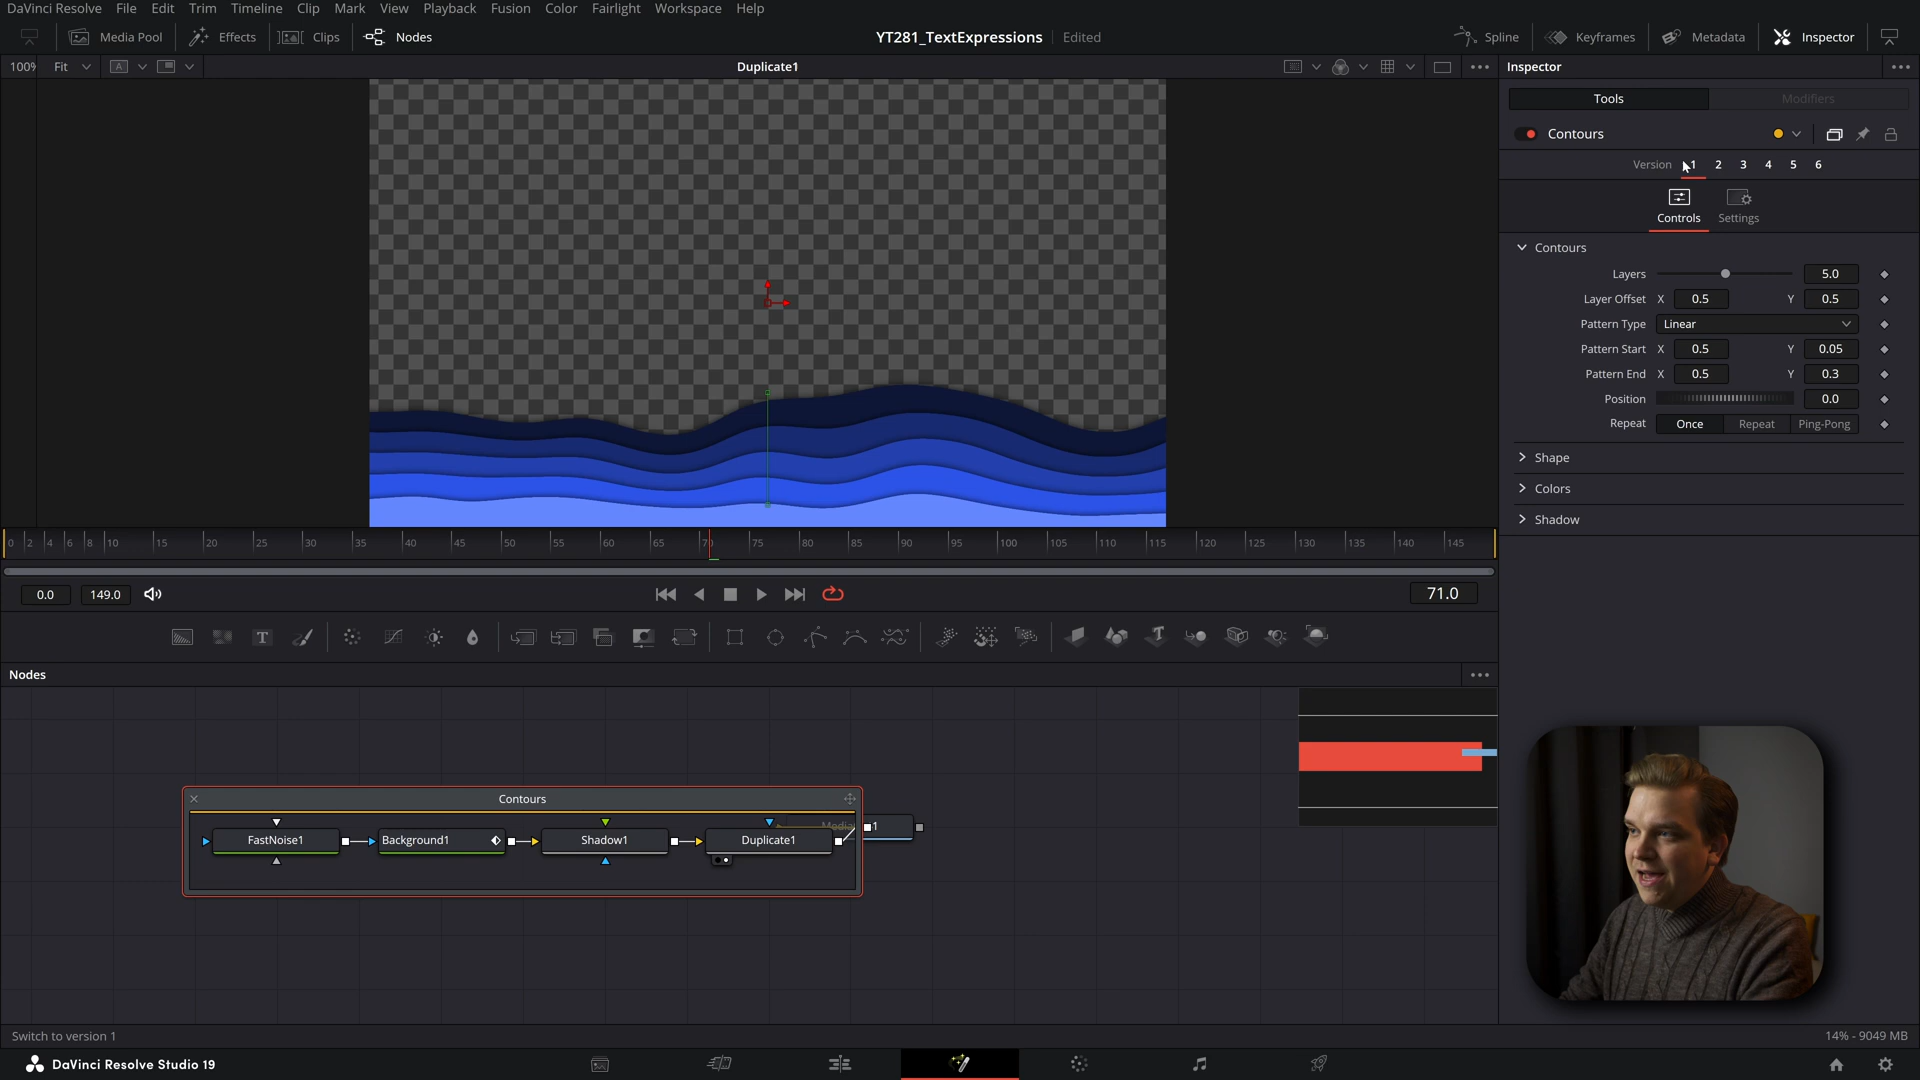 DaVinci Resolve File Edit Trim Timeline Clip Mark View Playback Fusion Color Fairlight Workspace Help
Media Pool Effects Clips Nodes YT281_TextExpressions Edited Spline Keyframes Metadata Inspector
100% Fit Duplicate1 Inspector
Tools Modifiers
Contours
Version 1 2 3 4 5 6
Controls Settings
Contours
Layers 5.0
Layer Offset X 0.5 Y 0.5
Pattern Type Linear
Pattern Start X 0.5 Y 0.05
Pattern End X 0.5 Y 0.3
Position 0.0
Repeat Once Repeat Ping-Pong
Shape
Colors
Shadow
0 2 4 6 8 10 15 20 25 30 35 40 45 50 55 60 65 70 75 80 85 90 95 100 105 110 115 120 125 130 135 140 145
0.0 149.0 71.0
Nodes
Contours
FastNoise1 Background1 Shadow1 Duplicate1 1
Switch to version 1 14% - 9049 MB
DaVinci Resolve Studio 19